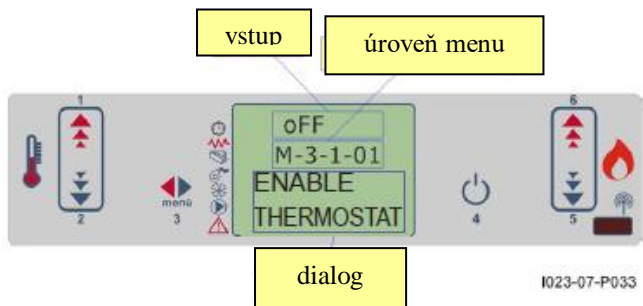 vstup
úroveň menu
1
6
oFF
M-3-1-01
ENABLE
THERMOSTAT
menù
2
3
4
5
dialog
I023-07-P033